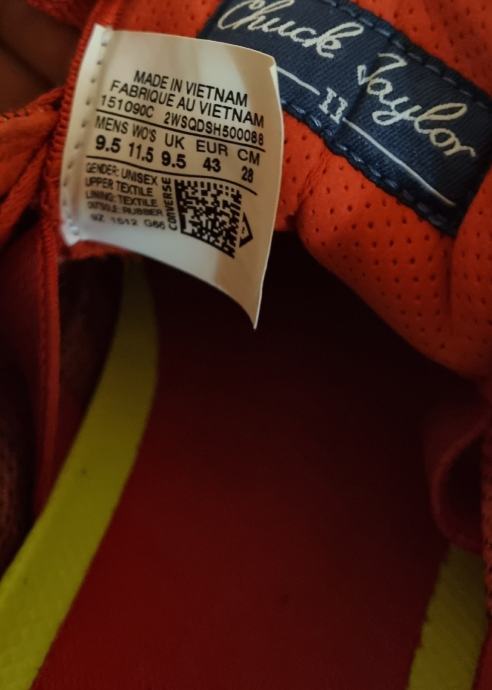 Chuck Taylor
II
MADE IN VIETNAM
FABRIQUE AU VIETNAM
151090C 2WSQDSH500088
MENS WO'S UK EUR CM
9.5 11.5 9.5 43 28
GENDER: UNISEX
UPPER TEXTILE
LINING: TEXTILE
OUTSOLE: RUBBER
CONVERSE